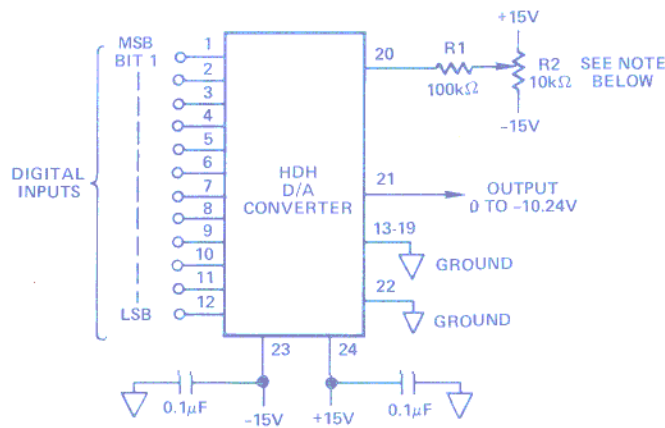 MSB
BIT 1
1
2
3
4
5
6
7
8
9
10
11
12
LSB
DIGITAL
INPUTS
HDH
D/A
CONVERTER
20
R1
100kΩ
+15V
R2
10kΩ
-15V
SEE NOTE
BELOW
21
OUTPUT
0 TO -10.24V
13-19
GROUND
22
GROUND
23
24
0.1μF
-15V
+15V
0.1μF